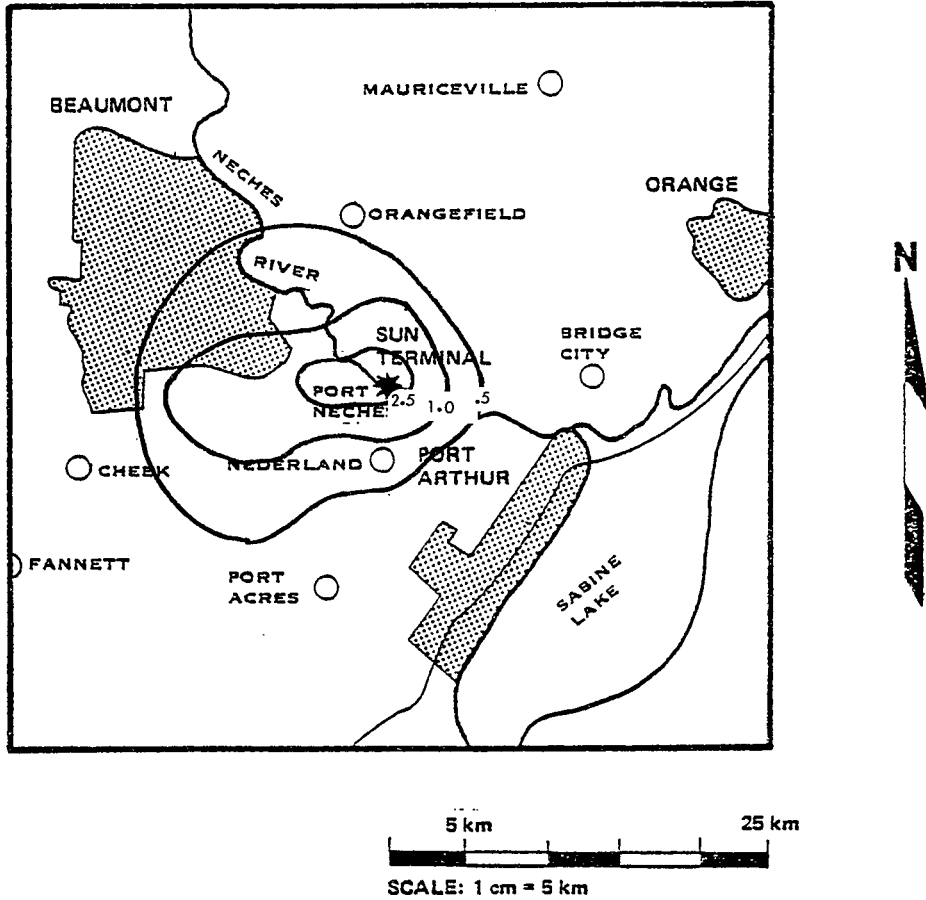 MAURICEVILLE
BEAUMONT
NECHES
ORANGE
ORANGEFIELD
N
RIVER
SUN
TERMINAL
BRIDGE
CITY
PORT
NECHE
2.5
1.0
.5
CHEEK
NEDERLAND
PORT
ARTHUR
FANNETT
PORT
ACRES
SABINE
LAKE
5 km
25 km
SCALE: 1 cm = 5 km